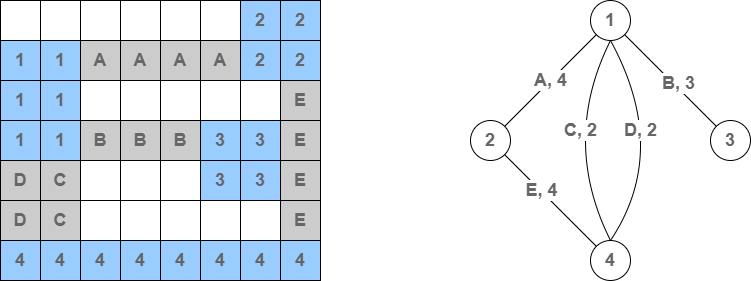 2 2
1 1 A A A A 2 2
1 1 E
1 1 B B B 3 3 E
D C 3 3 E
D C E
4 4 4 4 4 4 4 4
1
A, 4
B, 3
C, 2 D, 2
2
3
E, 4
4